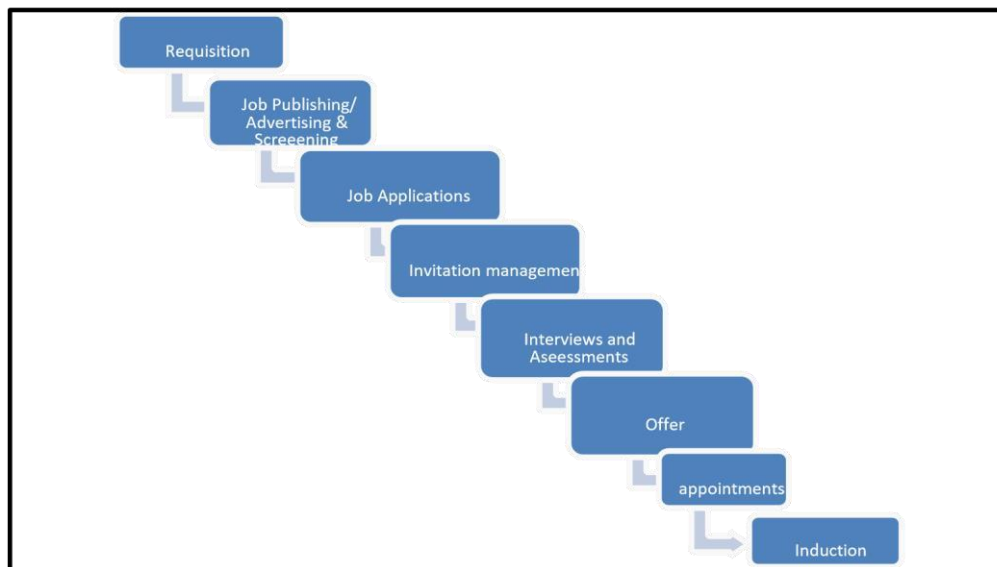 Requisition
Job Publishing/
Advertising &
Screeening
Job Applications
Invitation managemen
Interviews and
Aseessments
Offer
appointments
Induction